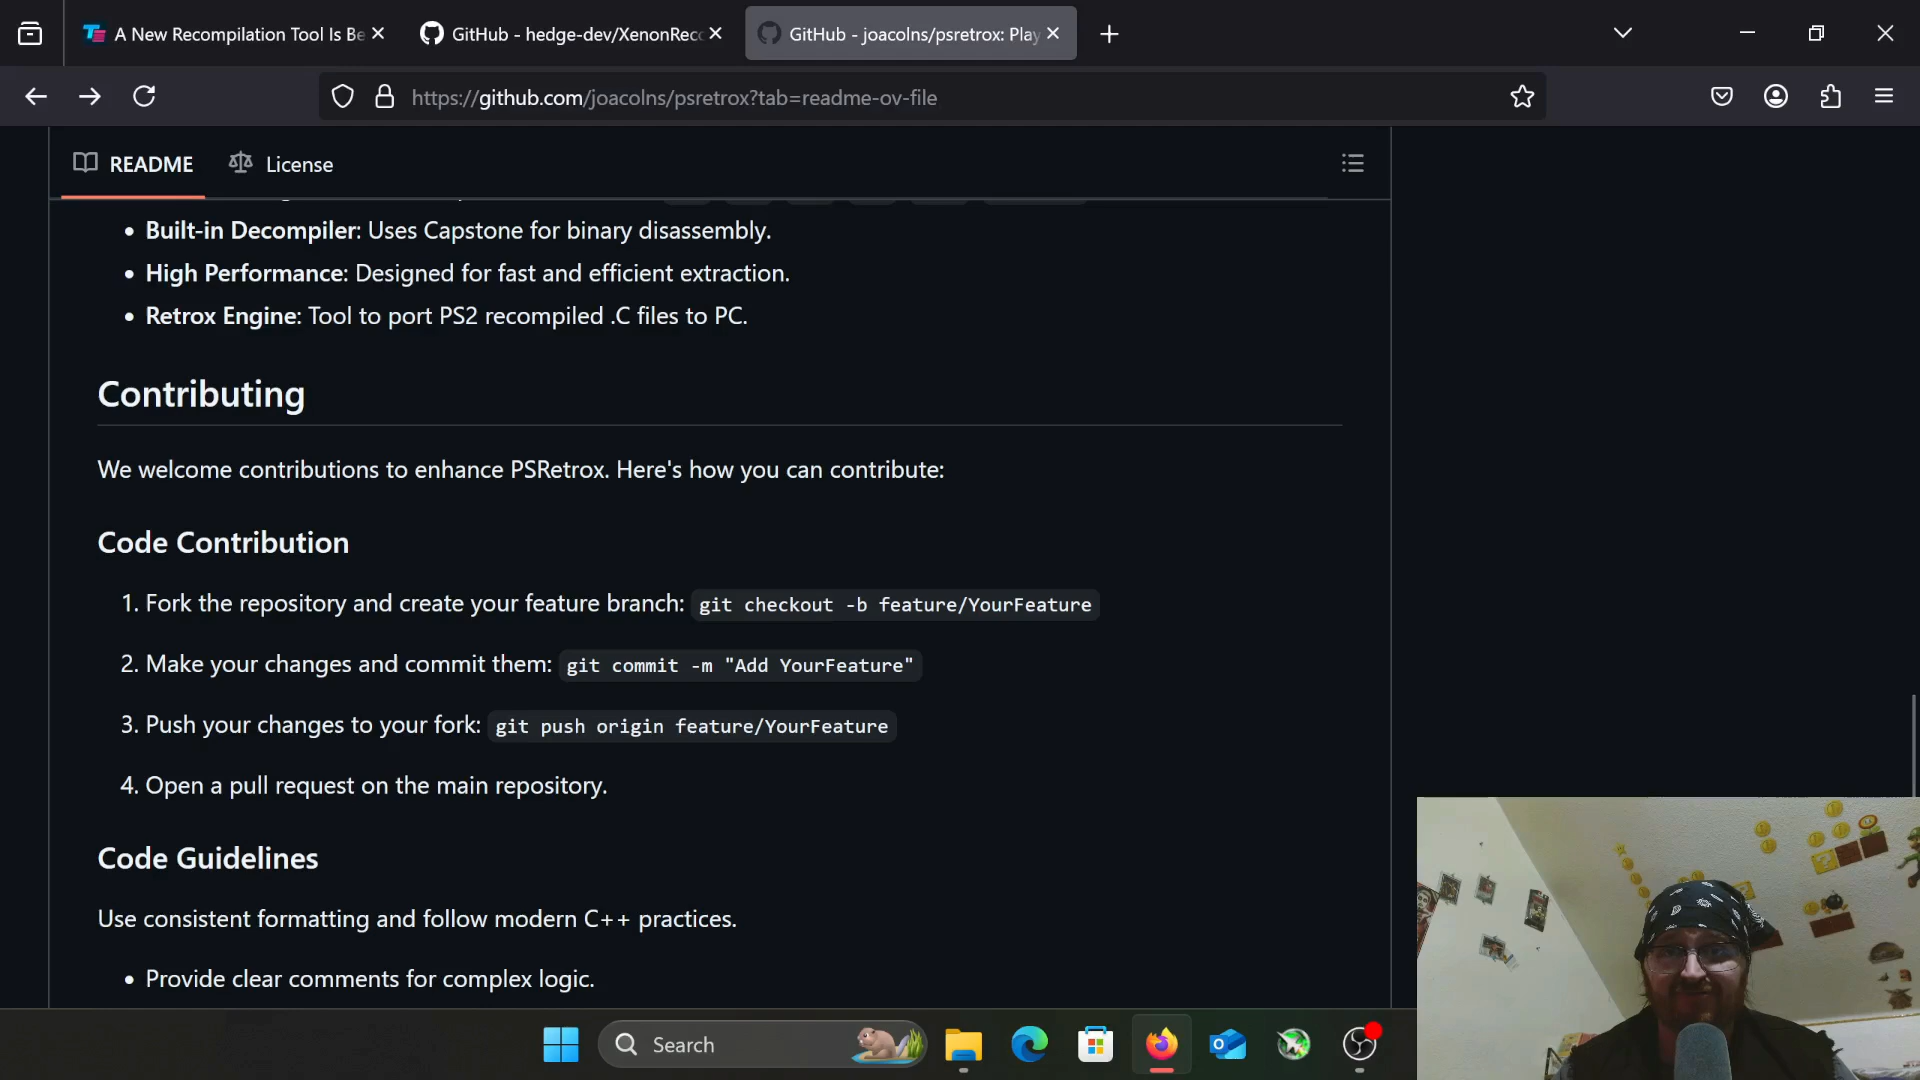 A New Recompilation Tool Is Be
GitHub - hedge-dev/XenonRec
GitHub - joacolns/psretrox: Play
https://github.com/joacolns/psretrox?tab=readme-ov-file
README
License
Built-in Decompiler: Uses Capstone for binary disassembly.
High Performance: Designed for fast and efficient extraction.
Retrox Engine: Tool to port PS2 recompiled .C files to PC.
Contributing
We welcome contributions to enhance PSRetrox. Here's how you can contribute:
Code Contribution
1. Fork the repository and create your feature branch: git checkout -b feature/YourFeature
2. Make your changes and commit them: git commit -m "Add YourFeature"
3. Push your changes to your fork: git push origin feature/YourFeature
4. Open a pull request on the main repository.
Code Guidelines
Use consistent formatting and follow modern C++ practices.
Provide clear comments for complex logic.
Search